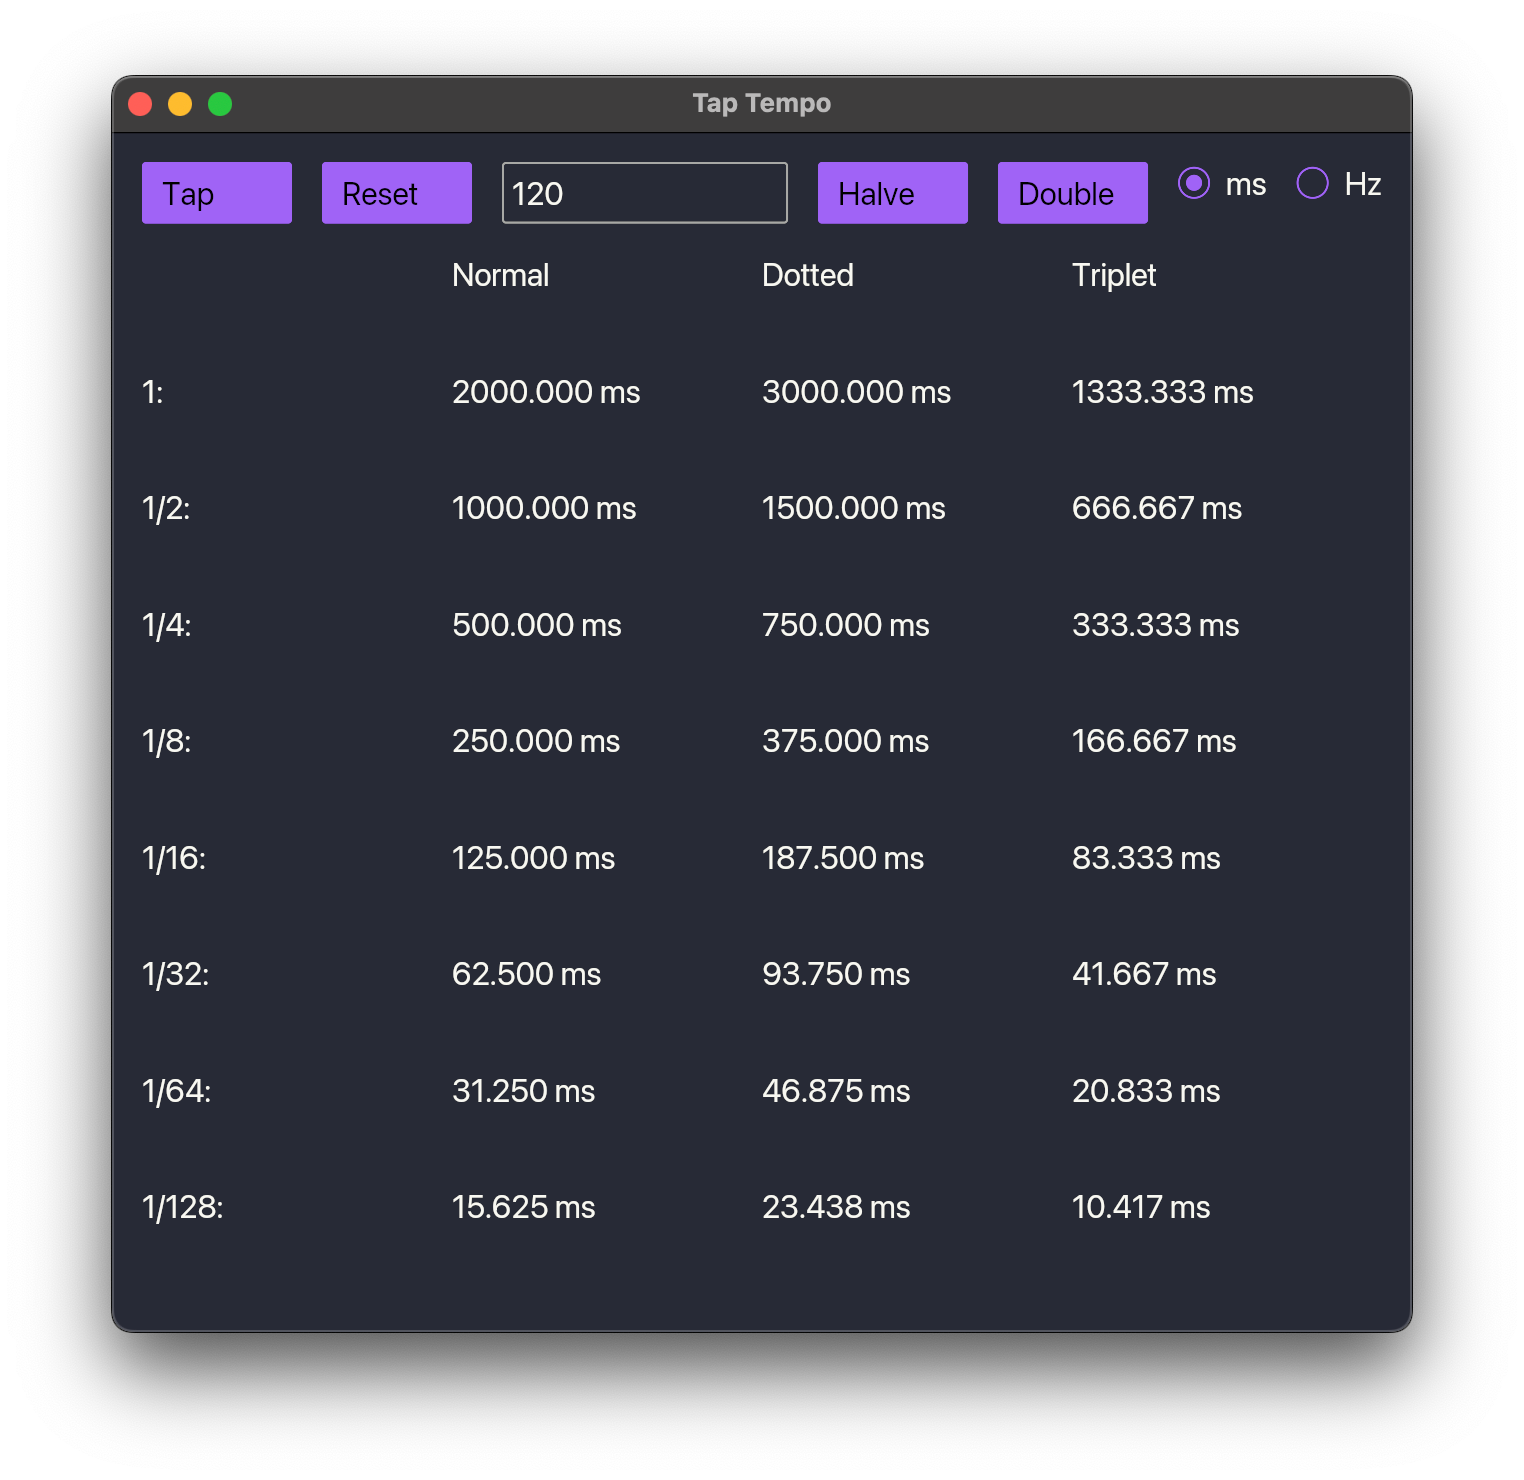 Tap Tempo
Tap Reset 120 Halve Double ms Hz
Normal Dotted Triplet
1: 2000.000 ms 3000.000 ms 1333.333 ms
1/2: 1000.000 ms 1500.000 ms 666.667 ms
1/4: 500.000 ms 750.000 ms 333.333 ms
1/8: 250.000 ms 375.000 ms 166.667 ms
1/16: 125.000 ms 187.500 ms 83.333 ms
1/32: 62.500 ms 93.750 ms 41.667 ms
1/64: 31.250 ms 46.875 ms 20.833 ms
1/128: 15.625 ms 23.438 ms 10.417 ms